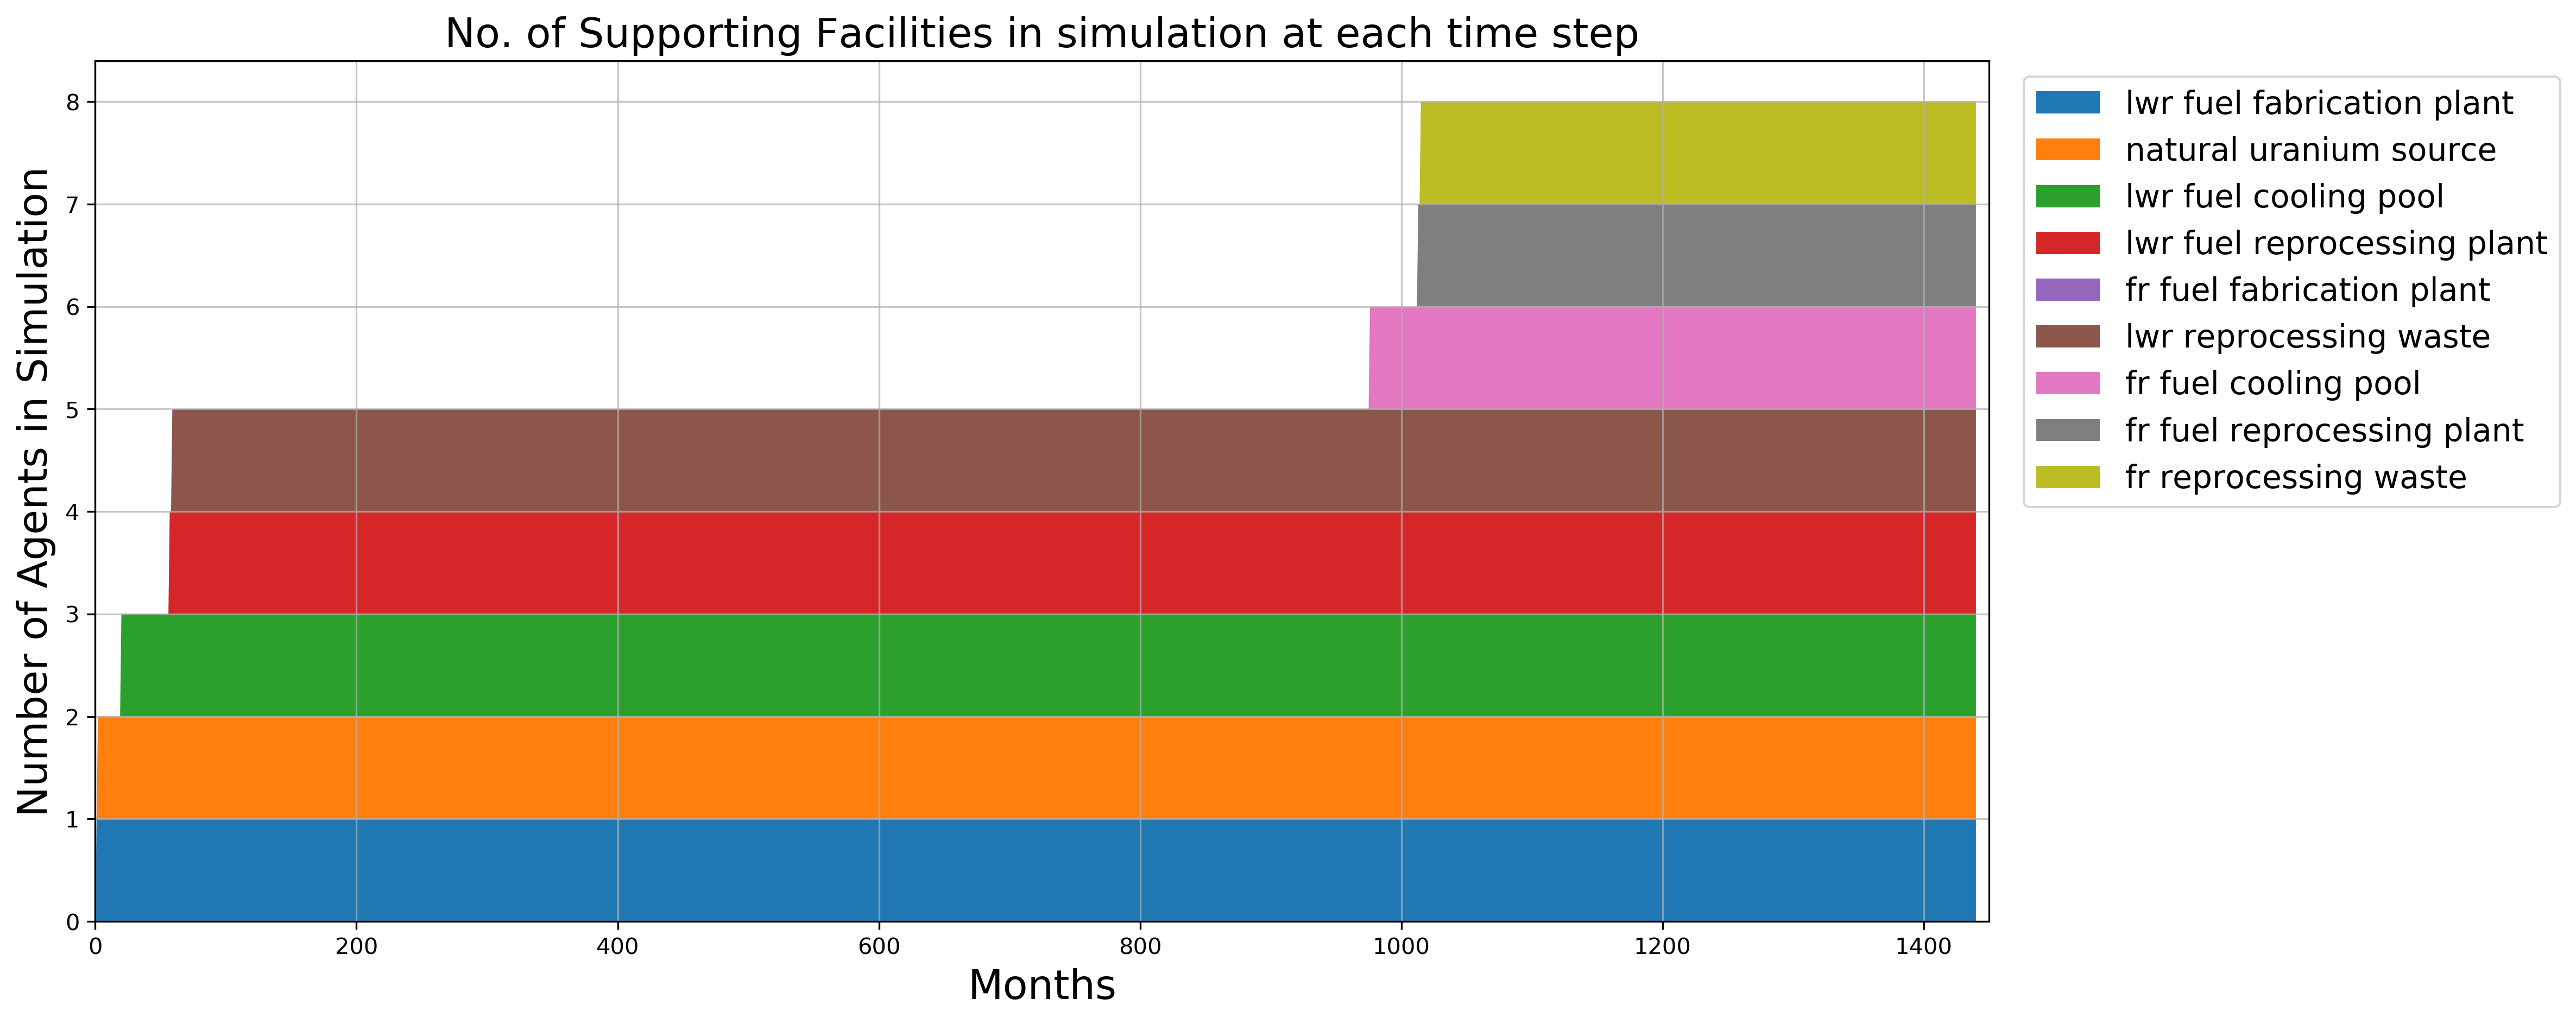 No. of Supporting Facilities in simulation at each time step
Number of Agents in Simulation
8
7
6
5
4
3
2
1
0
0 200 400 600 800 1000 1200 1400
Months
lwr fuel fabrication plant
natural uranium source
lwr fuel cooling pool
lwr fuel reprocessing plant
fr fuel fabrication plant
lwr reprocessing waste
fr fuel cooling pool
fr fuel reprocessing plant
fr reprocessing waste